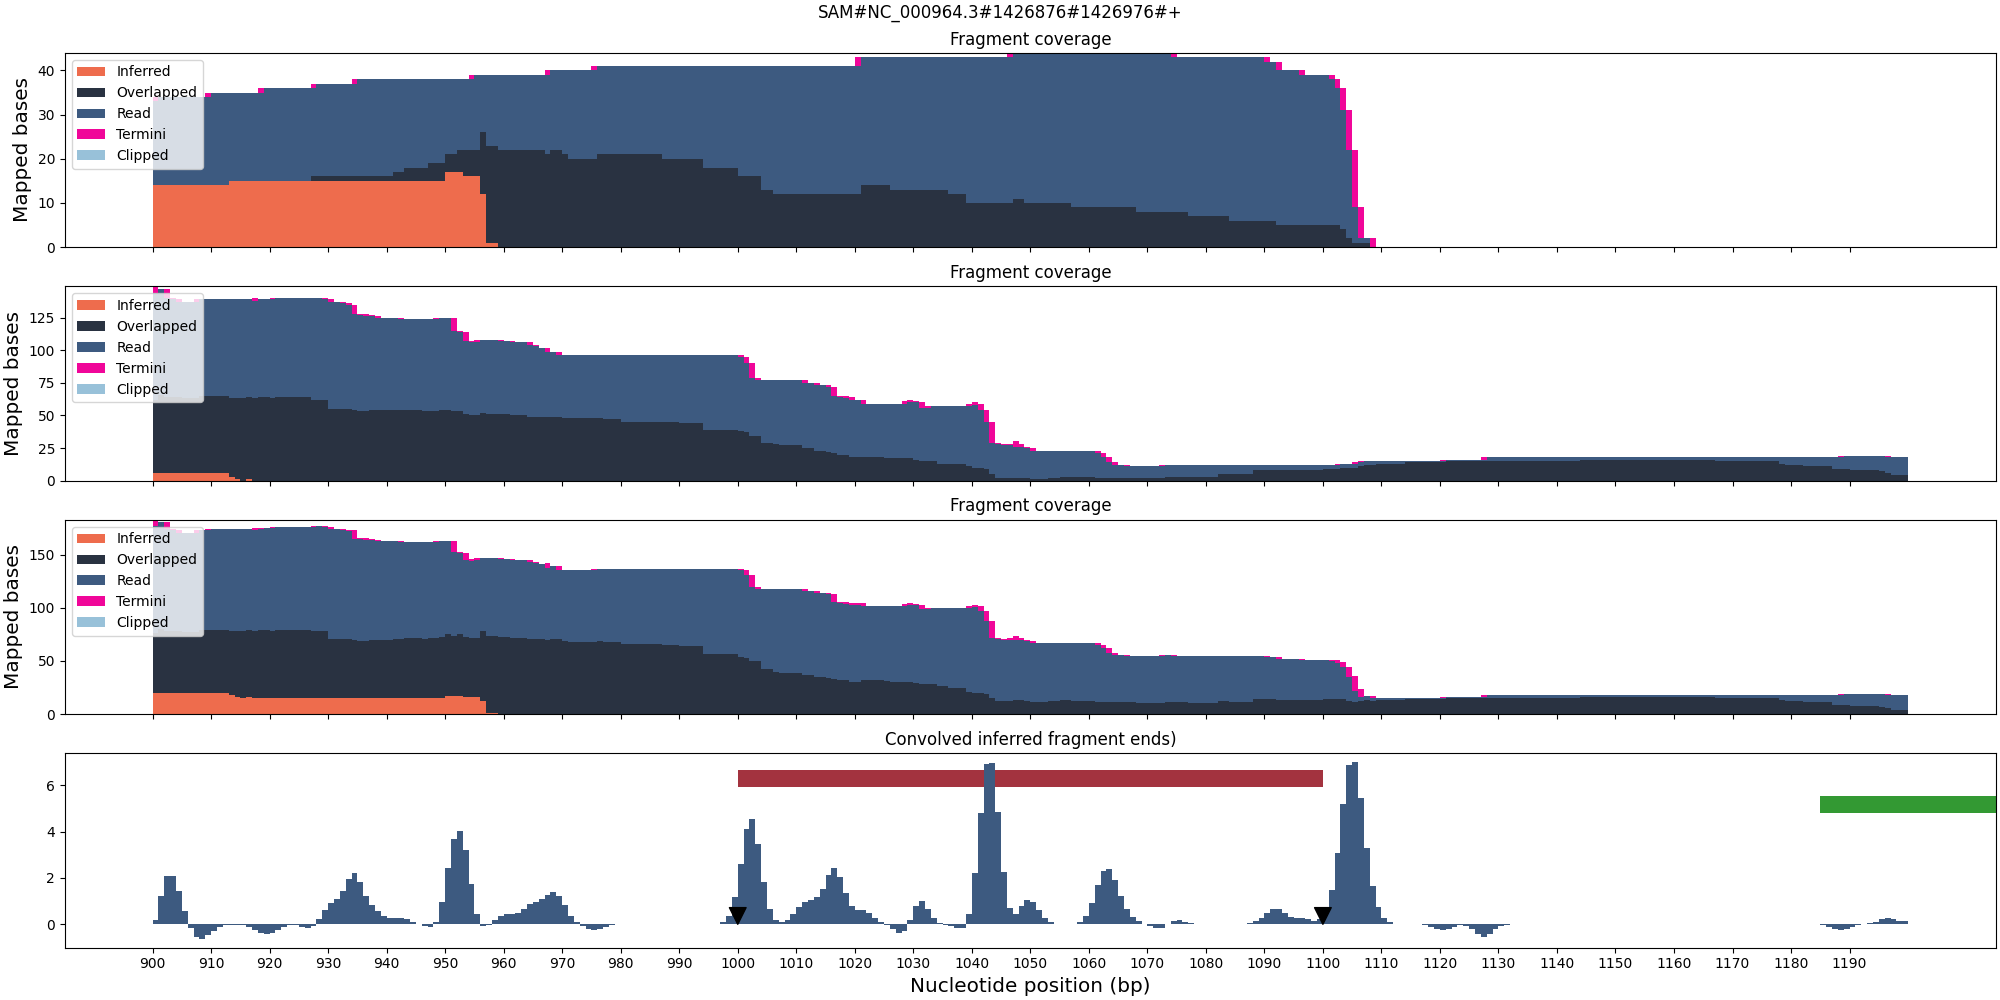 SAM#NC_000964.3#1426876#1426976#+
Fragment coverage
Mapped bases
40
30
20
10
0
Inferred
Overlapped
Read
Termini
Clipped
Fragment coverage
Mapped bases
125
100
75
50
25
0
Inferred
Overlapped
Read
Termini
Clipped
Fragment coverage
Mapped bases
150
100
50
0
Inferred
Overlapped
Read
Termini
Clipped
Convolved inferred fragment ends)
6
4
2
0
900 910 920 930 940 950 960 970 980 990 1000 1010 1020 1030 1040 1050 1060 1070 1080 1090 1100 1110 1120 1130 1140 1150 1160 1170 1180 1190
Nucleotide position (bp)